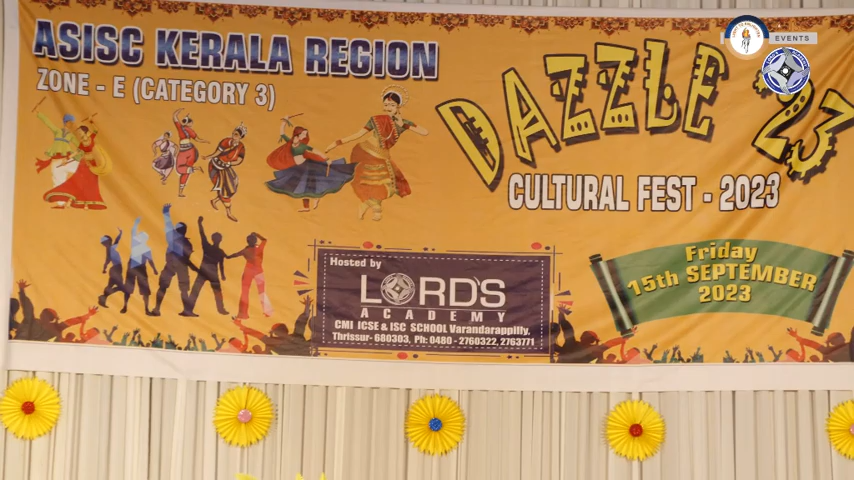 ASISC KERALA REGION
ZONE - E (CATEGORY 3)
DAZZLE 23
CULTURAL FEST - 2023
Friday
15th SEPTEMBER
2023
Hosted by
LORD'S
ACADEMY
CMI ICSE & ISC SCHOOL Varandarappilly,
Thrissur- 680303, Ph: 0480 - 2760322, 2763771
EVENTS